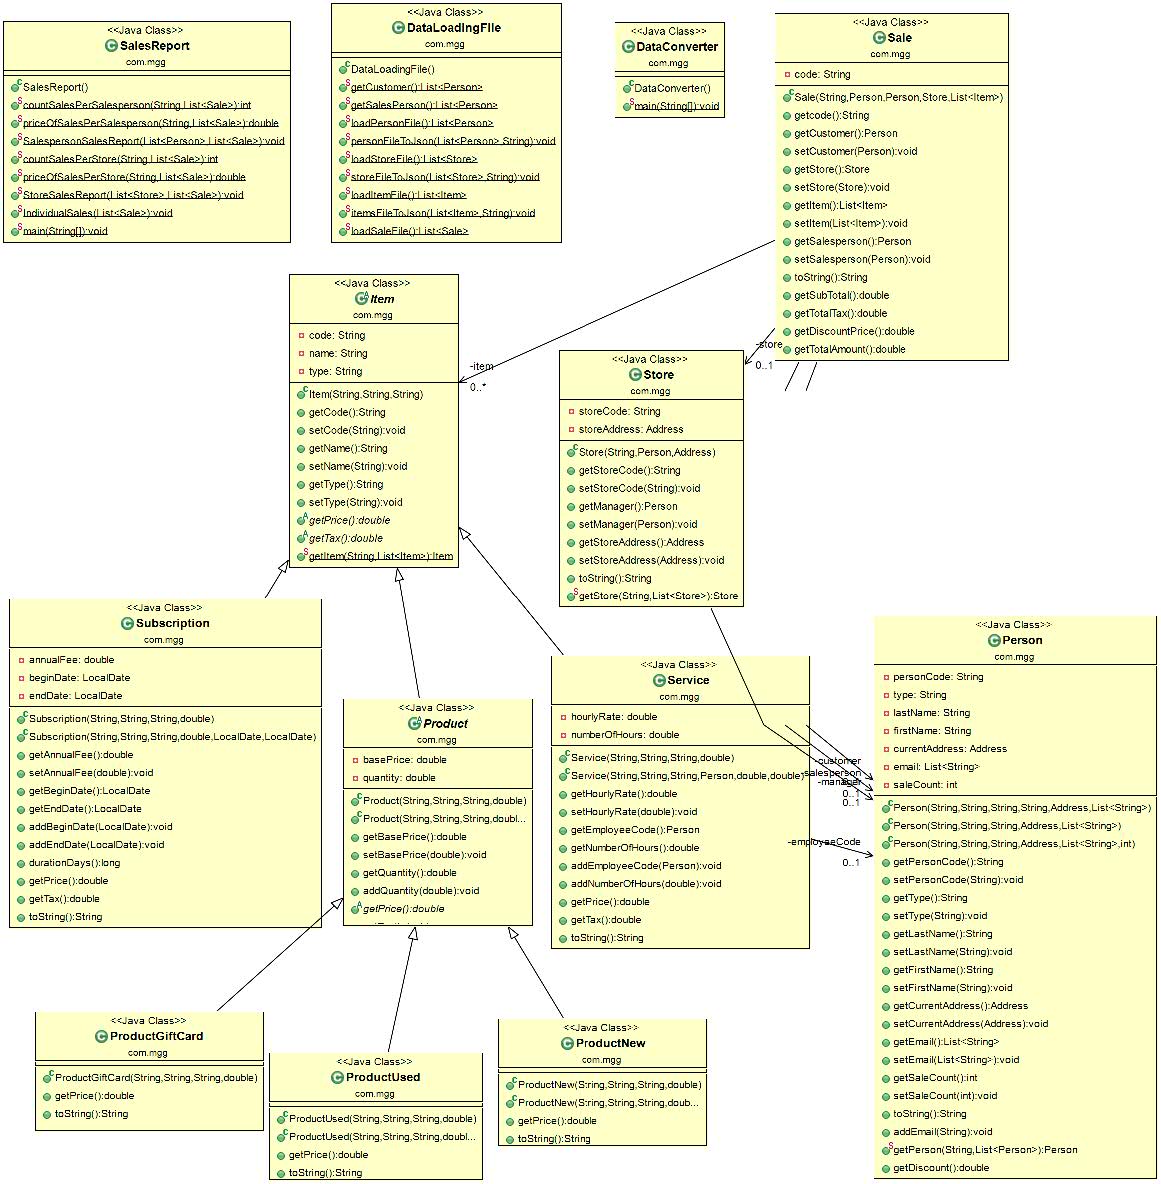 <<Java Class>>
SalesReport
com.mgg
SalesReport()
countSalesPerSalesperson(String,List<Sale>):int
priceOfSalesPerSalesperson(String,List<Sale>):double
SalespersonSalesReport(List<Person>,List<Sale>):void
countSalesPerStore(String,List<Sale>):int
priceOfSalesPerStore(String,List<Sale>):double
StoreSalesReport(List<Store>,List<Sale>):void
IndividualSales(List<Sale>):void
main(String[]):void
<<Java Class>>
DataLoadingFile
com.mgg
DataLoadingFile()
getCustomer():List<Person>
getSalesPerson():List<Person>
loadPersonFile():List<Person>
personFileToJson(List<Person>,String):void
loadStoreFile():List<Store>
storeFileToJson(List<Store>,String):void
loadItemFile():List<Item>
itemsFileToJson(List<Item>,String):void
loadSaleFile():List<Sale>
<<Java Class>>
DataConverter
com.mgg
DataConverter()
main(String[]):void
<<Java Class>>
Sale
com.mgg
code: String
Sale(String,Person,Person,Store,List<Item>)
getcode():String
getCustomer():Person
setCustomer(Person):void
getStore():Store
setStore(Store):void
getItem():List<Item>
setItem(List<Item>):void
getSalesperson():Person
setSalesperson(Person):void
toString():String
getSubTotal():double
getTotalTax():double
getDiscountPrice():double
getTotalAmount():double
<<Java Class>>
Item
com.mgg
code: String
name: String
type: String
Item(String,String,String)
getCode():String
setCode(String):void
getName():String
setName(String):void
getType():String
setType(String):void
getPrice():double
getTax():double
getItem(String,List<Item>):Item
-item
0..*
-store
0..1
<<Java Class>>
Store
com.mgg
storeCode: String
storeAddress: Address
Store(String,Person,Address)
getStoreCode():String
setStoreCode(String):void
getManager():Person
setManager(Person):void
getStoreAddress():Address
setStoreAddress(Address):void
toString():String
getStore(String,List<Store>):Store
<<Java Class>>
Subscription
com.mgg
annualFee: double
beginDate: LocalDate
endDate: LocalDate
Subscription(String,String,String,double)
Subscription(String,String,String,double,LocalDate,LocalDate)
getAnnualFee():double
setAnnualFee(double):void
getBeginDate():LocalDate
getEndDate():LocalDate
addBeginDate(LocalDate):void
addEndDate(LocalDate):void
durationDays():long
getPrice():double
getTax():double
toString():String
<<Java Class>>
Product
com.mgg
basePrice: double
quantity: double
Product(String,String,String,double)
Product(String,String,String,doubl...
getBasePrice():double
setBasePrice(double):void
getQuantity():double
addQuantity(double):void
getPrice():double
<<Java Class>>
Service
com.mgg
hourlyRate: double
numberOfHours: double
Service(String,String,String,double)
Service(String,String,String,Person,double,double)
getHourlyRate():double
setHourlyRate(double):void
getEmployeeCode():Person
getNumberOfHours():double
addEmployeeCode(Person):void
addNumberOfHours(double):void
getPrice():double
getTax():double
toString():String
-customer
-salesperson
-manager
0..1
0..1
-employeeCode
0..1
<<Java Class>>
Person
com.mgg
personCode: String
type: String
lastName: String
firstName: String
currentAddress: Address
email: List<String>
saleCount: int
Person(String,String,String,String,Address,List<String>)
Person(String,String,String,Address,List<String>)
Person(String,String,String,Address,List<String>,int)
getPersonCode():String
setPersonCode(String):void
getType():String
setType(String):void
getLastName():String
setLastName(String):void
getFirstName():String
setFirstName(String):void
getCurrentAddress():Address
setCurrentAddress(Address):void
getEmail():List<String>
setEmail(List<String>):void
getSaleCount():int
setSaleCount(int):void
toString():String
addEmail(String):void
getPerson(String,List<Person>):Person
getDiscount():double
<<Java Class>>
ProductGiftCard
com.mgg
ProductGiftCard(String,String,String,double)
getPrice():double
toString():String
<<Java Class>>
ProductUsed
com.mgg
ProductUsed(String,String,String,double)
ProductUsed(String,String,String,doubl...
getPrice():double
toString():String
<<Java Class>>
ProductNew
com.mgg
ProductNew(String,String,String,double)
ProductNew(String,String,String,doub...
getPrice():double
toString():String